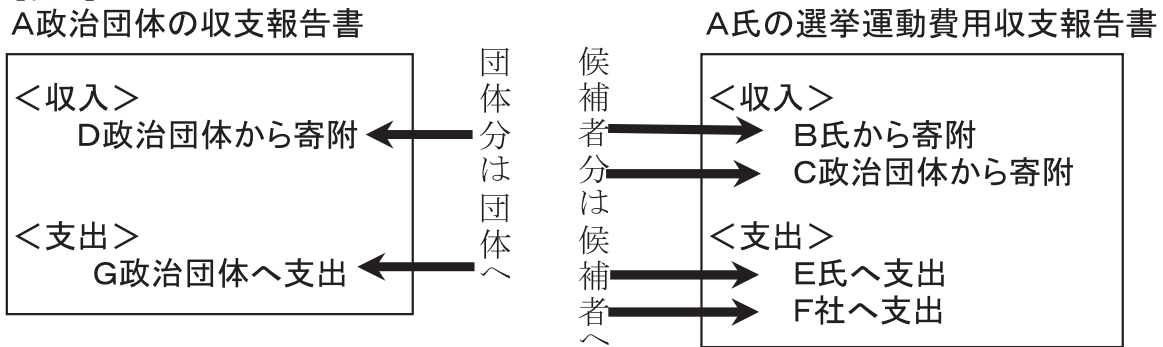 A政治団体の収支報告書
<収入>
D政治団体から寄附
<支出>
G政治団体へ支出
団体分は団体へ
候補者分は候補者へ
A氏の選挙運動費用収支報告書
<収入>
B氏から寄附
C政治団体から寄附
<支出>
E氏へ支出
F社へ支出